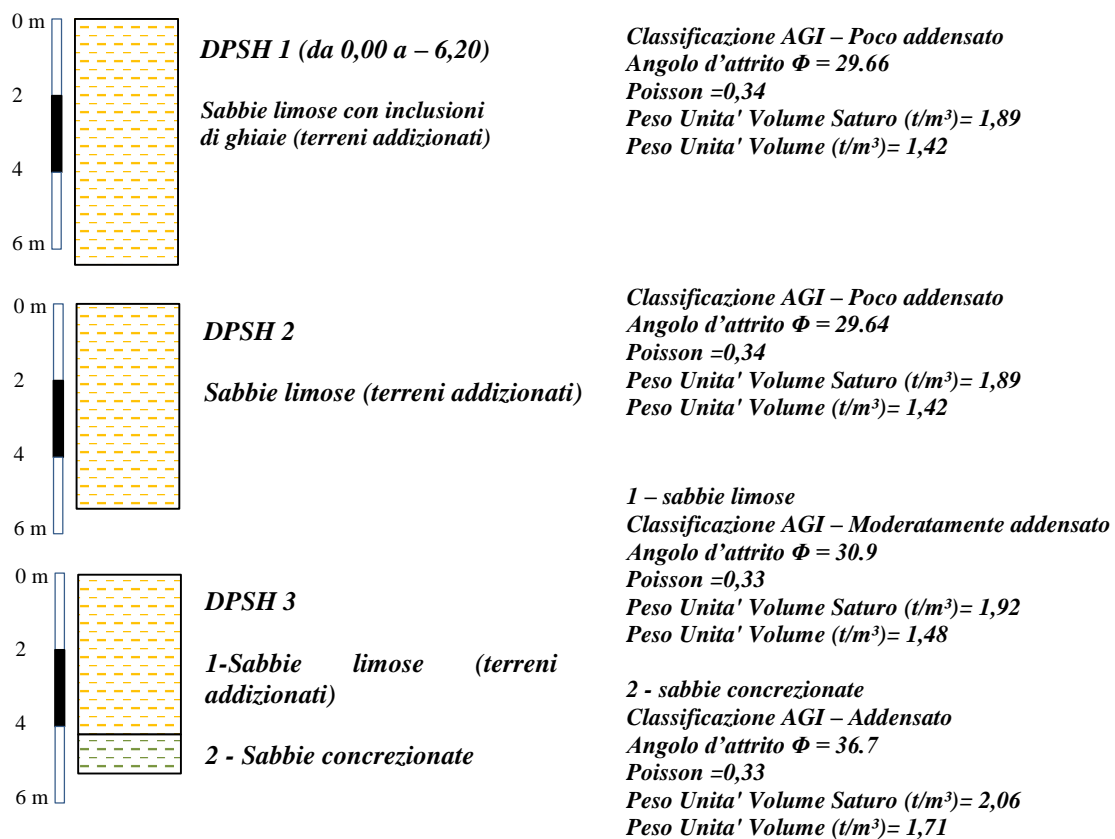 0 m
2
4
6 m
DPSH 1 (da 0,00 a – 6,20)
Sabbie limose con inclusioni
di ghiaie (terreni addizionati)
Classificazione AGI – Poco addensato
Angolo d'attrito Φ = 29.66
Poisson =0,34
Peso Unita' Volume Saturo (t/m³)= 1,89
Peso Unita' Volume (t/m³)= 1,42
0 m
2
4
6 m
DPSH 2
Sabbie limose (terreni addizionati)
Classificazione AGI – Poco addensato
Angolo d'attrito Φ = 29.64
Poisson =0,34
Peso Unita' Volume Saturo (t/m³)= 1,89
Peso Unita' Volume (t/m³)= 1,42
0 m
2
4
6 m
DPSH 3
1-Sabbie limose (terreni
addizionati)
2 - Sabbie concrezionate
1 – sabbie limose
Classificazione AGI – Moderatamente addensato
Angolo d'attrito Φ = 30.9
Poisson =0,33
Peso Unita' Volume Saturo (t/m³)= 1,92
Peso Unita' Volume (t/m³)= 1,48
2 - sabbie concrezionate
Classificazione AGI – Addensato
Angolo d'attrito Φ = 36.7
Poisson =0,33
Peso Unita' Volume Saturo (t/m³)= 2,06
Peso Unita' Volume (t/m³)= 1,71